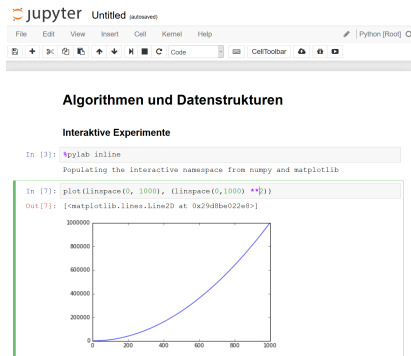 jupyter Untitled (autosaved)
File Edit View Insert Cell Kernel Help Python [Root]
Code CellToolbar
Algorithmen und Datenstrukturen
Interaktive Experimente
In [3]: %pylab inline
Populating the interactive namespace from numpy and matplotlib
In [7]: plot(linspace(0, 1000), (linspace(0,1000) **2))
Out[7]: [<matplotlib.lines.Line2D at 0x29d8be022e8>]
1000000
800000
600000
400000
200000
0
0 200 400 600 800 1000